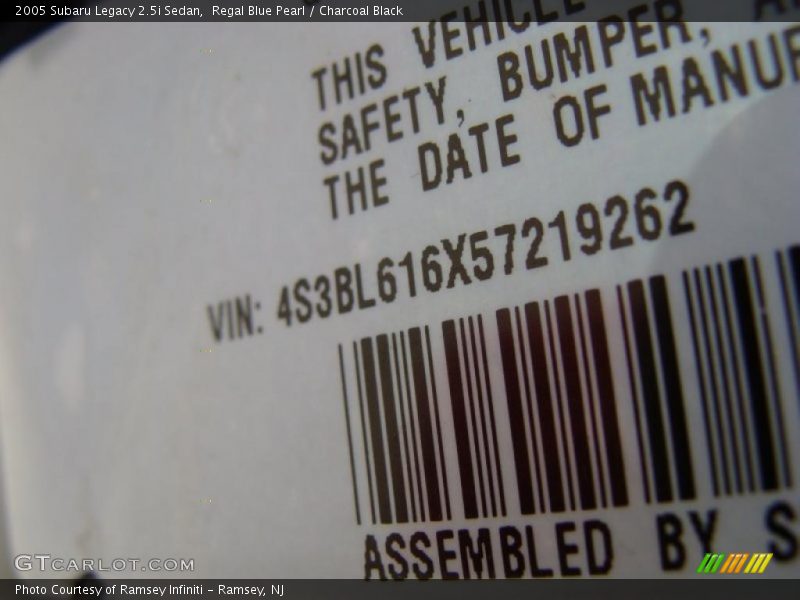 2005 Subaru Legacy 2.5i Sedan, Regal Blue Pearl / Charcoal Black
THIS VEHICLE
SAFETY, BUMPER, A
THE DATE OF MANUF
VIN: 4S3BL616X57219262
ASSEMBLED BY S
GTCARLOT.COM
Photo Courtesy of Ramsey Infiniti - Ramsey, NJ